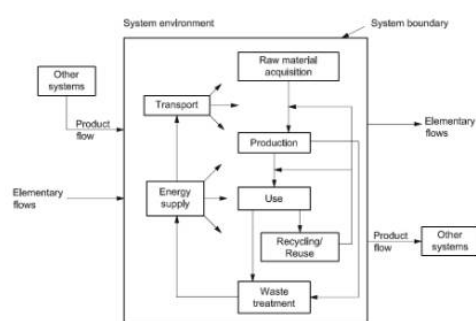 System environment
System boundary
Other
systems
Raw material
acquisition
Transport
Product
flow
Elementary
flows
Production
Elementary
flows
Energy
supply
Use
Product
flow
Other
systems
Recycling/
Reuse
Waste
treatment